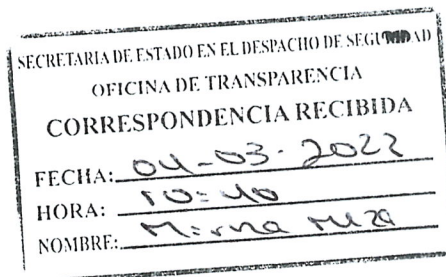 SECRETARIA DE ESTADO EN EL DESPACHO DE SEGURIDAD
OFICINA DE TRANSPARENCIA
CORRESPONDENCIA RECIBIDA
FECHA: 04-03-2022
HORA: 10:40
NOMBRE: Mirna Meza